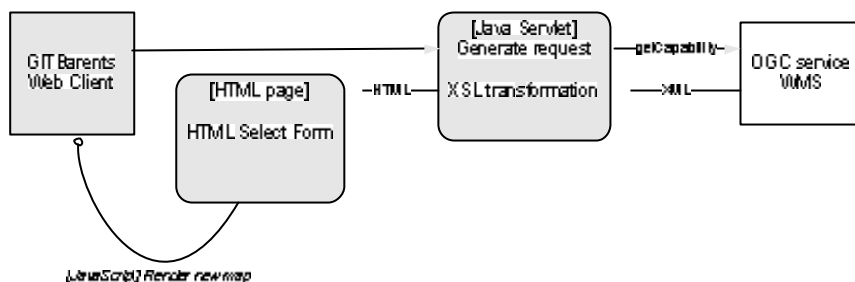 GIT Barents
Web Client
[HTML page]
HTML Select Form
[Java Servlet]
Generate request
XSL transformation
HTML
getCapability
XML
OGC service
WMS
[JavaScript] Render new map